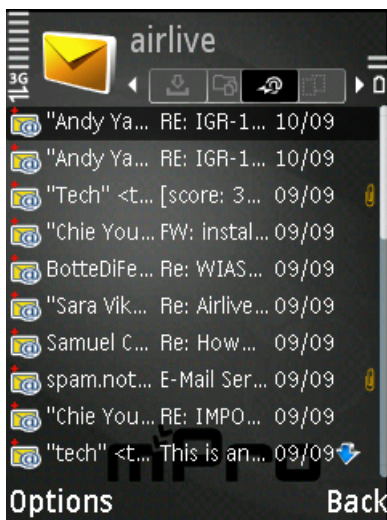 airlive
3G
"Andy Ya... RE: IGR-1... 10/09
"Andy Ya... RE: IGR-1... 10/09
"Tech" <t... [score: 3... 09/09
"Chie You... FW: instal... 09/09
BotteDiFe... Re: WIAS... 09/09
"Sara Vik... Re: Airlive... 09/09
Samuel C... Re: How... 09/09
spam.not... E-Mail Ser... 09/09
"Chie You... RE: IMPO... 09/09
"tech" <t... This is an... 09/09
mPro
Options Back